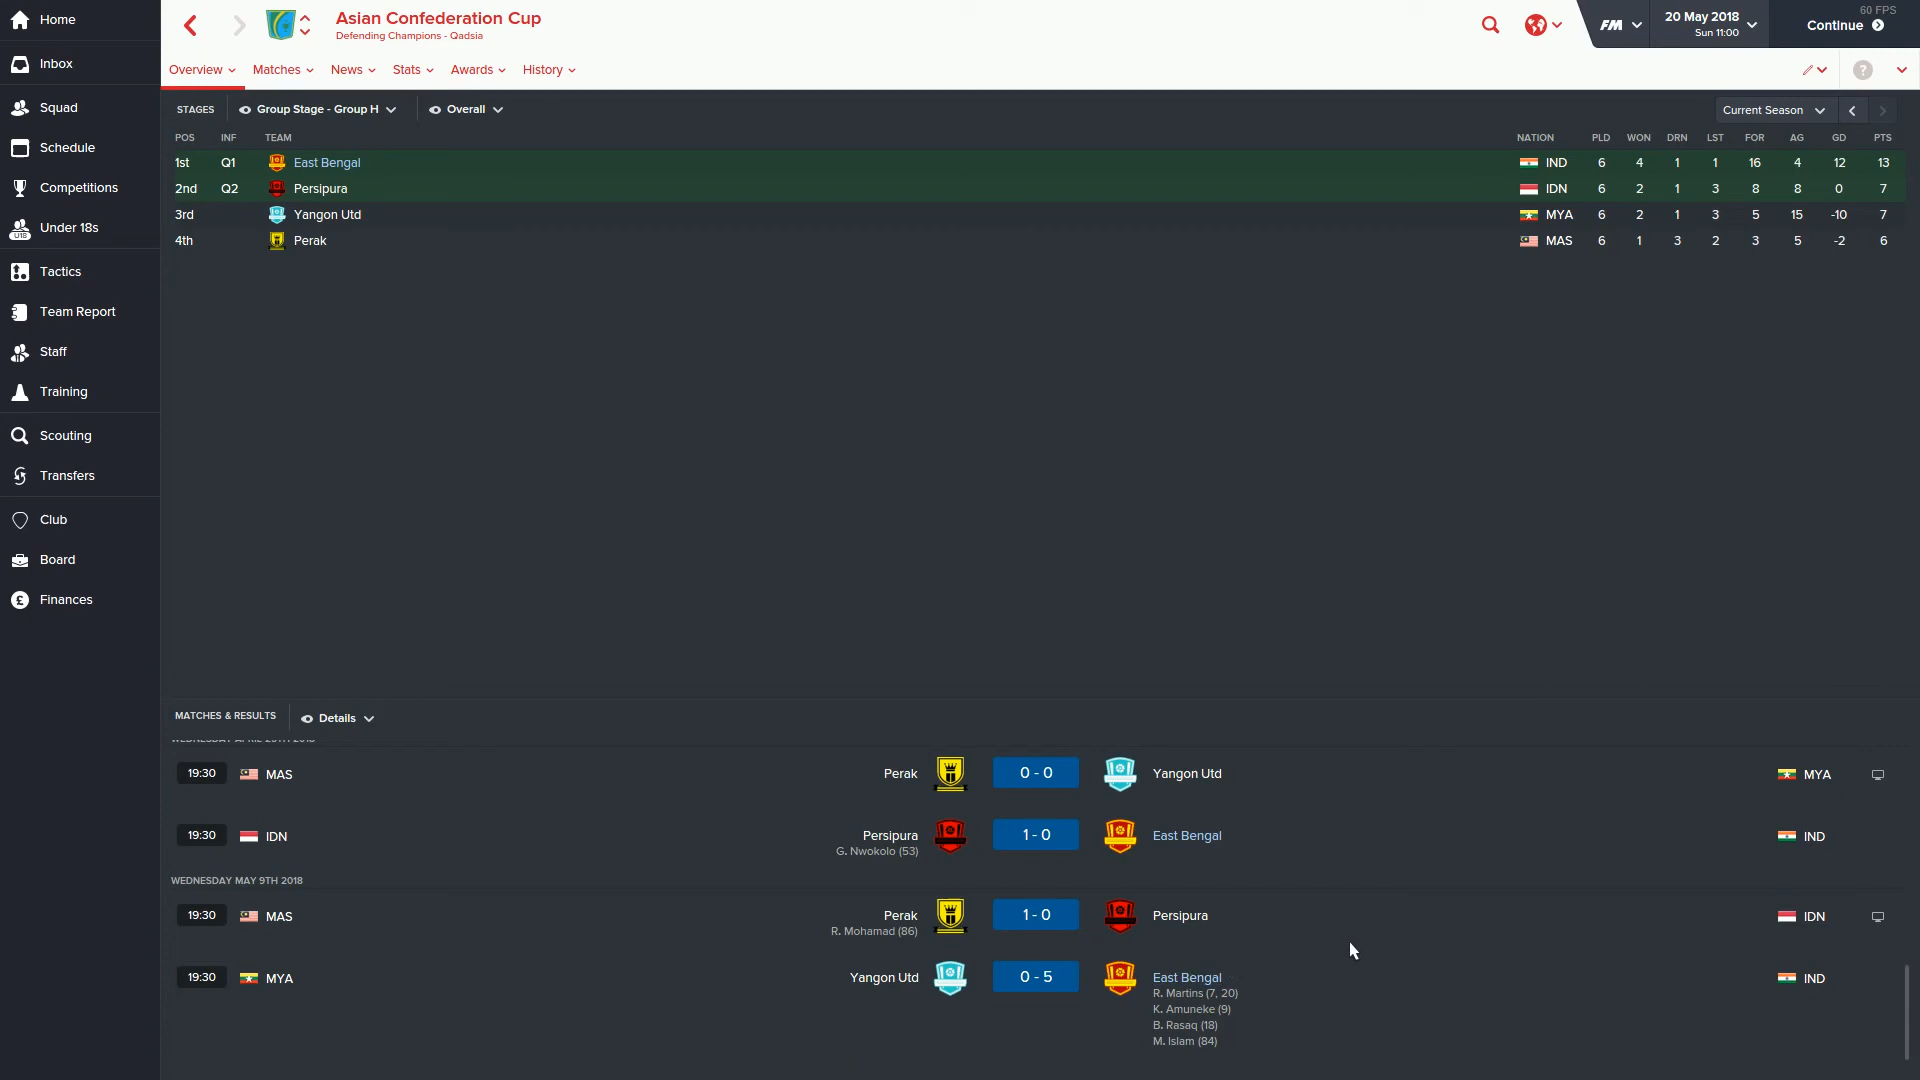 Home
Inbox
Squad
Schedule
Competitions
U18
Under 18s
Tactics
Team Report
Staff
Training
Scouting
Transfers
Club
Board
£ Finances
Asian Confederation Cup
Defending Champions - Qadsia
FM
20 May 2018
Sun 11:00
60 FPS
Continue
Overview Matches News Stats Awards History ?
STAGES Group Stage - Group H Overall Current Season
POS INF TEAM NATION PLD WON DRN LST FOR AG GD PTS
1st Q1 East Bengal IND 6 4 1 1 16 4 12 13
2nd Q2 Persipura IDN 6 2 1 3 8 8 0 7
3rd Yangon Utd MYA 6 2 1 3 5 15 -10 7
4th Perak MAS 6 1 3 2 3 5 -2 6
MATCHES & RESULTS Details
19:30 MAS Perak 0 - 0 Yangon Utd MYA
19:30 IDN Persipura 1 - 0 East Bengal IND
G. Nwokolo (53)
WEDNESDAY MAY 9TH 2018
19:30 MAS Perak 1 - 0 Persipura IDN
R. Mohamad (86)
19:30 MYA Yangon Utd 0 - 5 East Bengal IND
R. Martins (7, 20)
K. Amuneke (9)
B. Rasaq (18)
M. Islam (84)